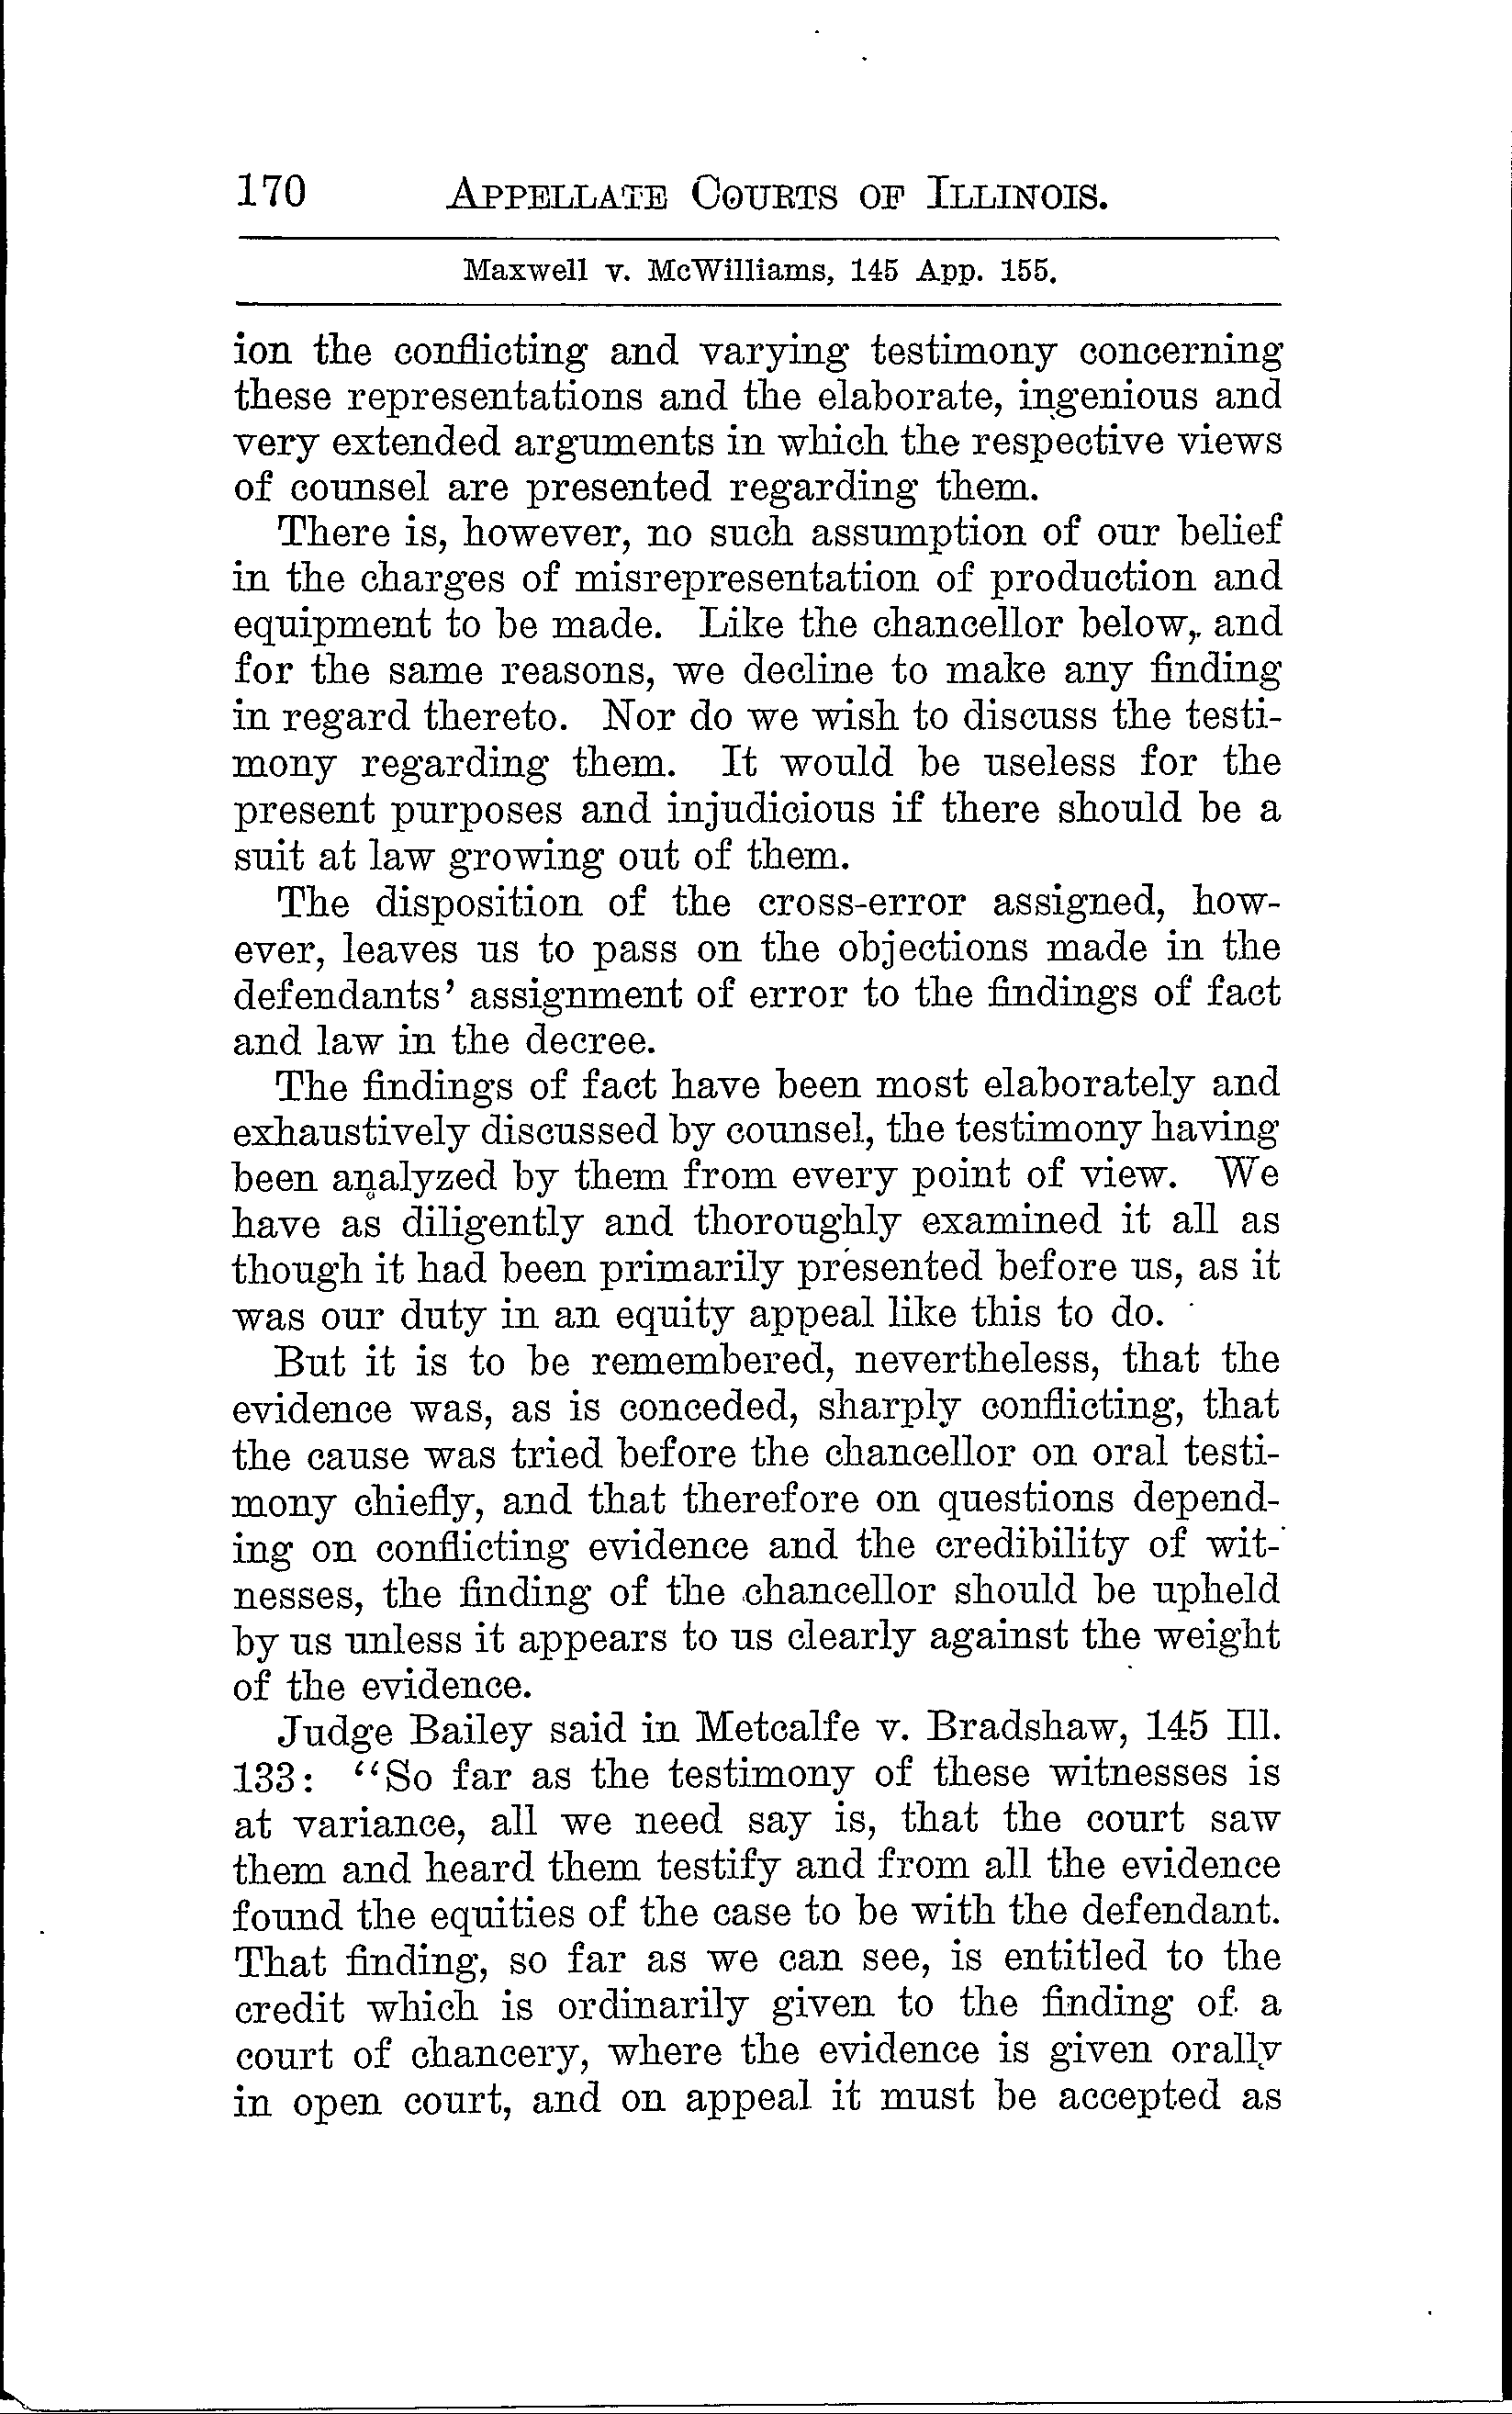 170 APPELLATE COURTS OF ILLINOIS.
Maxwell v. McWilliams, 145 App. 155.
ion the conflicting and varying testimony concerning
these representations and the elaborate, ingenious and
very extended arguments in which the respective views
of counsel are presented regarding them.
There is, however, no such assumption of our belief
in the charges of misrepresentation of production and
equipment to be made. Like the chancellor below, and
for the same reasons, we decline to make any finding
in regard thereto. Nor do we wish to discuss the testi-
mony regarding them. It would be useless for the
present purposes and injudicious if there should be a
suit at law growing out of them.
The disposition of the cross-error assigned, how-
ever, leaves us to pass on the objections made in the
defendants' assignment of error to the findings of fact
and law in the decree.
The findings of fact have been most elaborately and
exhaustively discussed by counsel, the testimony having
been analyzed by them from every point of view. We
have as diligently and thoroughly examined it all as
though it had been primarily presented before us, as it
was our duty in an equity appeal like this to do.
But it is to be remembered, nevertheless, that the
evidence was, as is conceded, sharply conflicting, that
the cause was tried before the chancellor on oral testi-
mony chiefly, and that therefore on questions depend-
ing on conflicting evidence and the credibility of wit-
nesses, the finding of the chancellor should be upheld
by us unless it appears to us clearly against the weight
of the evidence.
Judge Bailey said in Metcalfe v. Bradshaw, 145 Ill.
133: "So far as the testimony of these witnesses is
at variance, all we need say is, that the court saw
them and heard them testify and from all the evidence
found the equities of the case to be with the defendant.
That finding, so far as we can see, is entitled to the
credit which is ordinarily given to the finding of a
court of chancery, where the evidence is given orally
in open court, and on appeal it must be accepted as